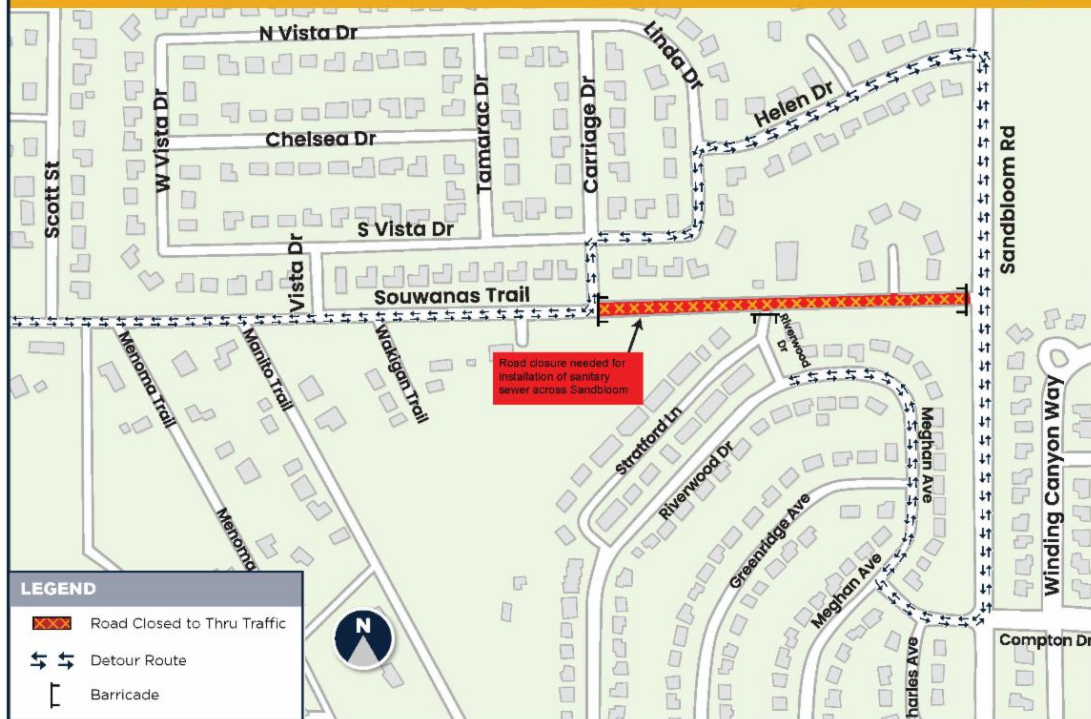 N Vista Dr
Linda Dr
Helen Dr
Sandbloom Rd
Scott St
W Vista Dr
Chelsea Dr
Tamarac Dr
Carriage Dr
S Vista Dr
Vista Dr
Souwanas Trail
Menoma Trail
Manito Trail
Wakigan Trail
Road closure needed for
installation of sanitary
sewer across Sandbloom
Riverwood
Dr
Stratford Ln
Riverwood Dr
Meghan Ave
Winding Canyon Way
Greenridge Ave
Menoma
Meghan Ave
Compton Dr
harles Ave
N
LEGEND
Road Closed to Thru Traffic
Detour Route
Barricade